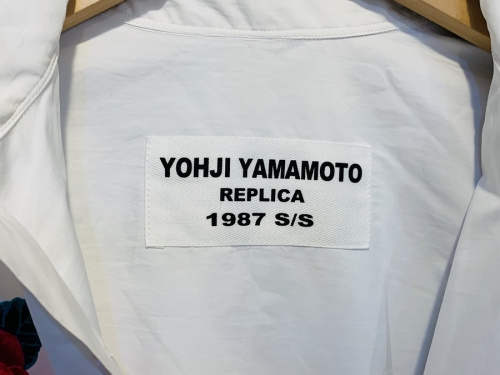 YOHJI YAMAMOTO
REPLICA
1987 S/S